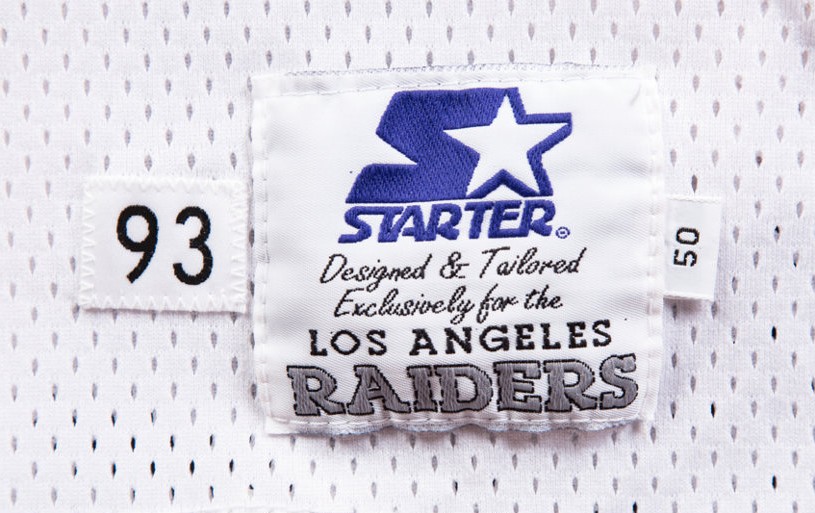 STARTER®
93
Designed & Tailored
Exclusively for the
LOS ANGELES
RAIDERS
50